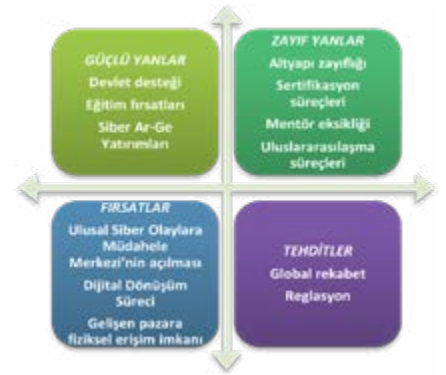 GÜÇLÜ YANLAR
Devlet desteği
Eğitim fırsatları
Siber Ar-Ge
Yatırımları
ZAYIF YANLAR
Altyapı zayıflığı
Sertifikasyon
süreçleri
Mentör eksikliği
Uluslararasılaşma
süreçleri
FIRSATLAR
Ulusal Siber Olaylara
Müdahele
Merkezi'nin açılması
Dijital Dönüşüm
Süreci
Gelişen pazara
fiziksel erişim imkanı
TEHDİTLER
Global rekabet
Reglasyon